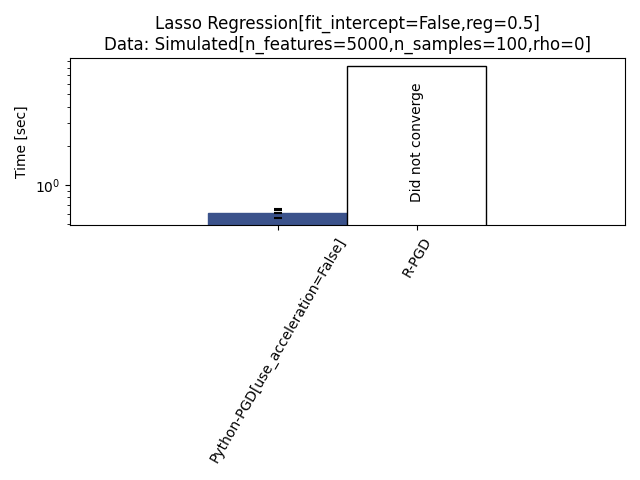 Lasso Regression[fit_intercept=False,reg=0.5]
Data: Simulated[n_features=5000,n_samples=100,rho=0]
Time [sec]
10⁰
Did not converge
Python-PGD[use_acceleration=False]
R-PGD